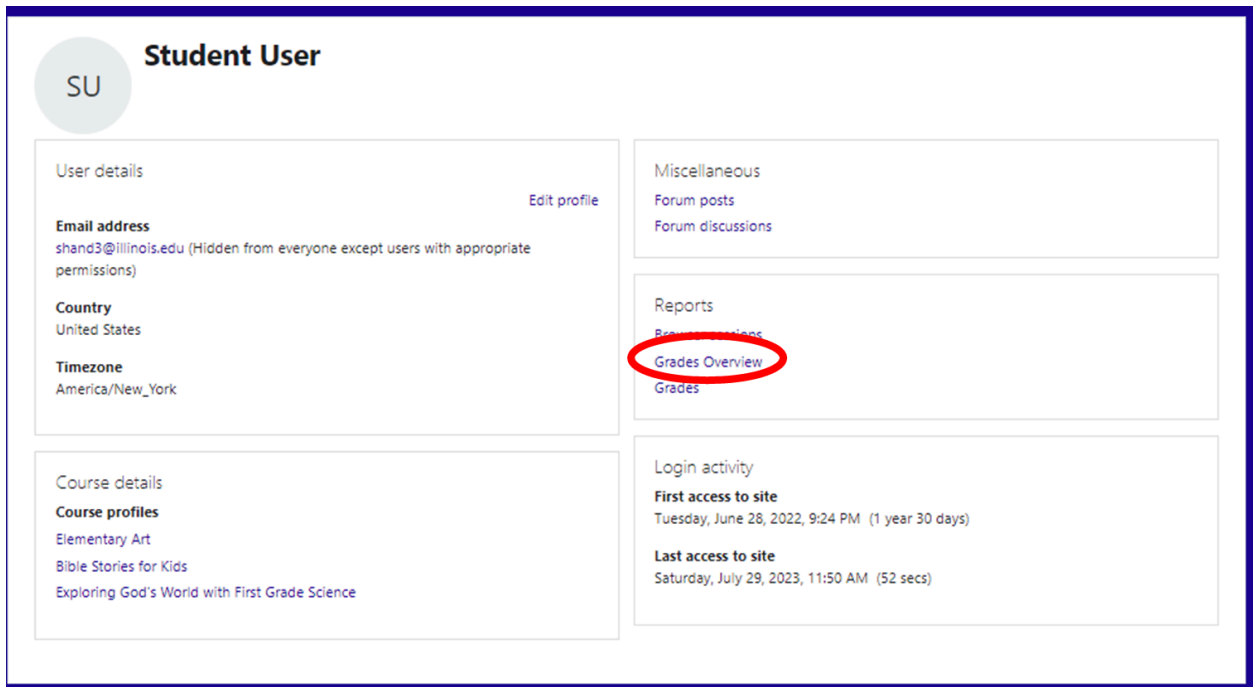 SU
Student User
User details
Edit profile
Email address
shand3@illinois.edu (Hidden from everyone except users with appropriate
permissions)
Country
United States
Timezone
America/New_York
Course details
Course profiles
Elementary Art
Bible Stories for Kids
Exploring God's World with First Grade Science
Miscellaneous
Forum posts
Forum discussions
Reports
Browser sessions
Grades Overview
Grades
Login activity
First access to site
Tuesday, June 28, 2022, 9:24 PM  (1 year 30 days)
Last access to site
Saturday, July 29, 2023, 11:50 AM  (52 secs)